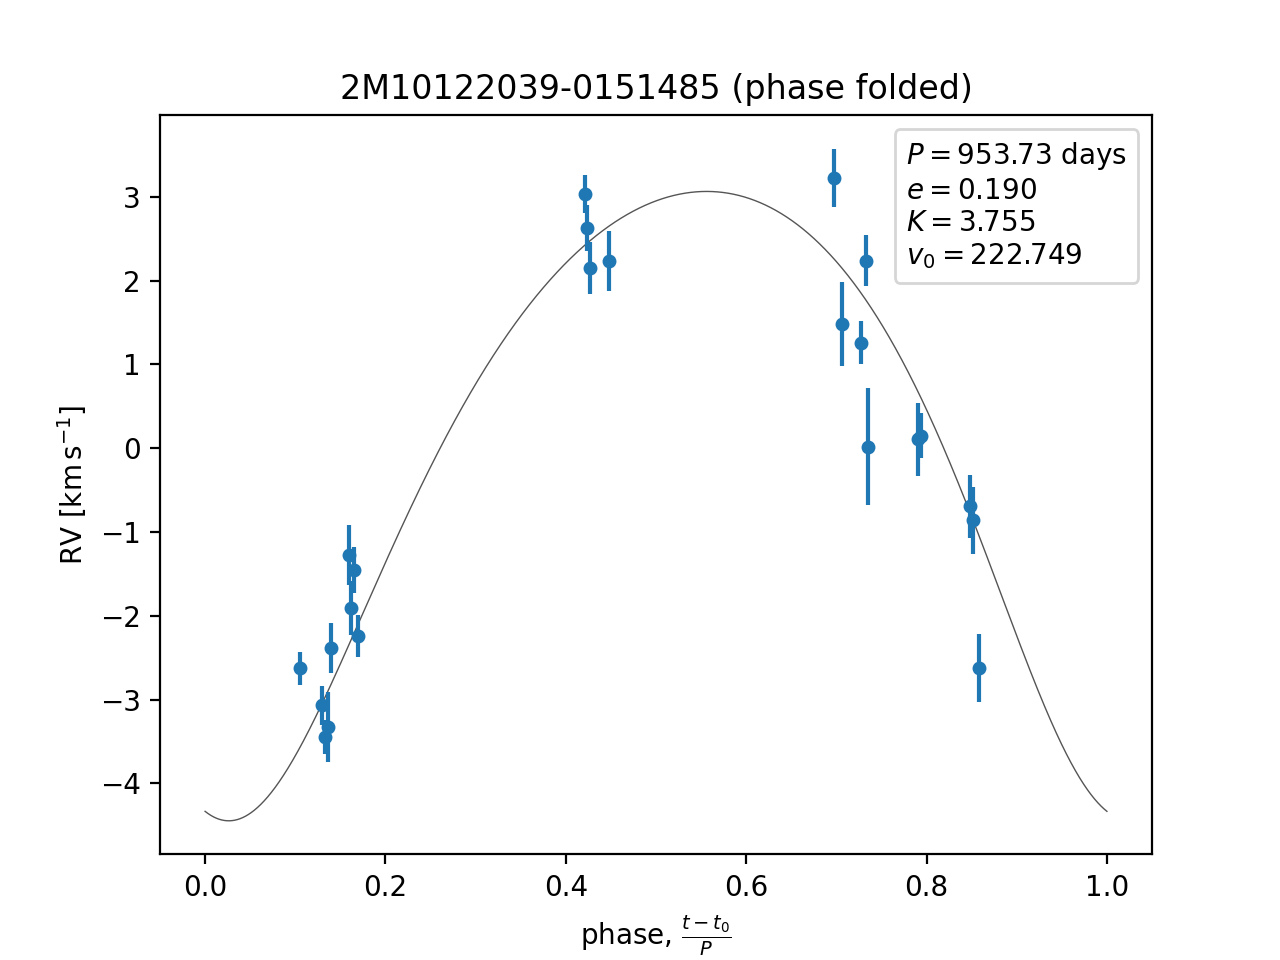 2M10122039-0151485 (phase folded)
P = 953.73 days
e = 0.190
K = 3.755
v₀ = 222.749
3
2
1
0
−1
−2
−3
−4
RV [km s⁻¹]
0.0 0.2 0.4 0.6 0.8 1.0
phase, (t − t₀)/P